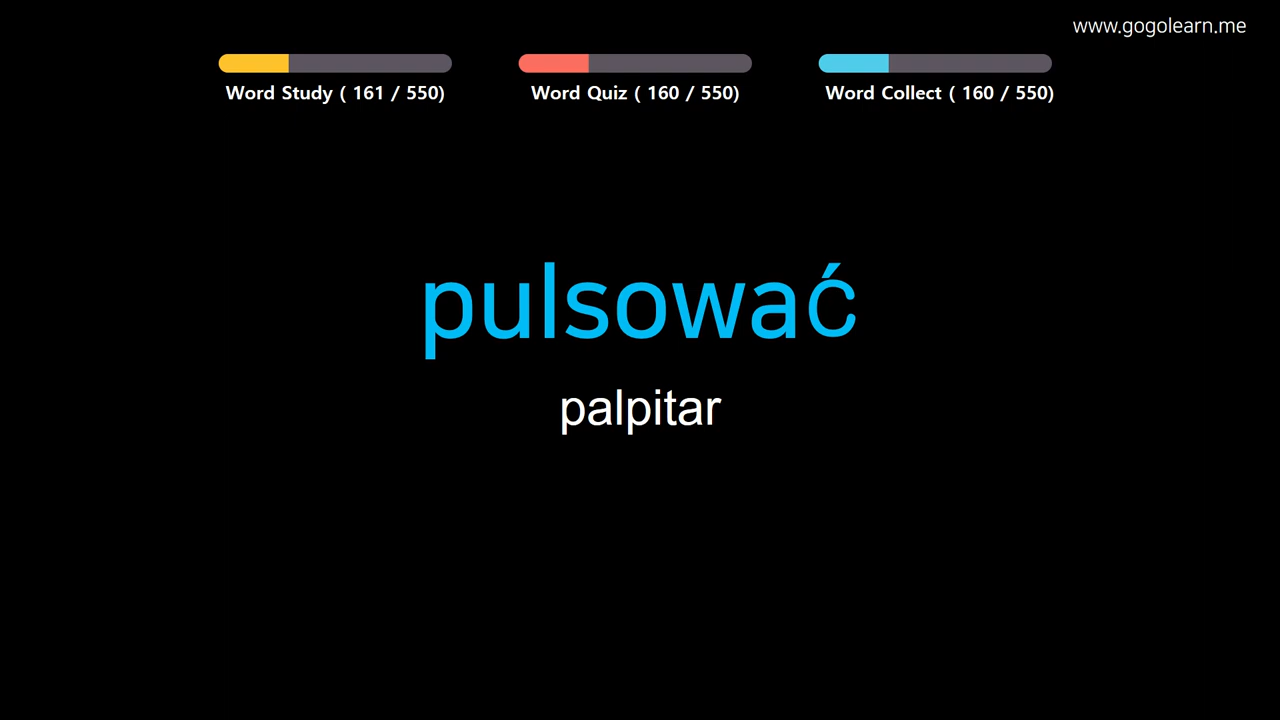 www.gogolearn.me
Word Study ( 161 / 550)
Word Quiz ( 160 / 550)
Word Collect ( 160 / 550)
pulsować
palpitar